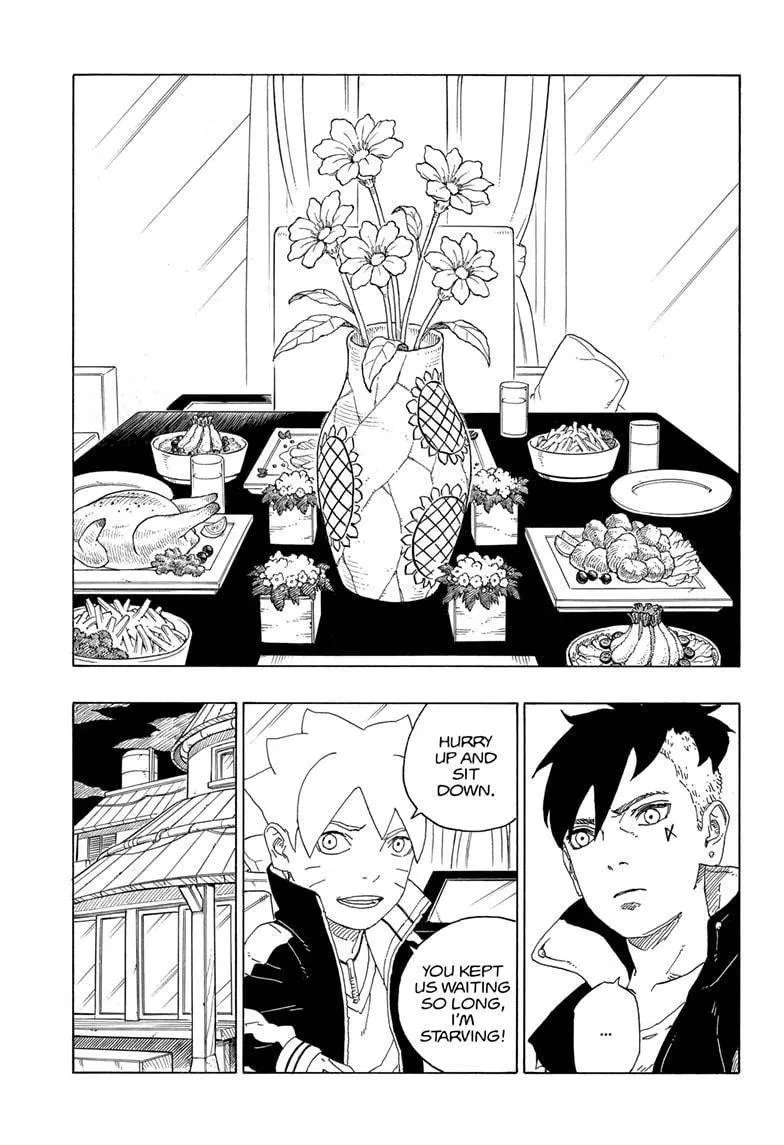 HURRY
UP AND
SIT
DOWN.
YOU KEPT
US WAITING
SO LONG,
I'M
STARVING!
...